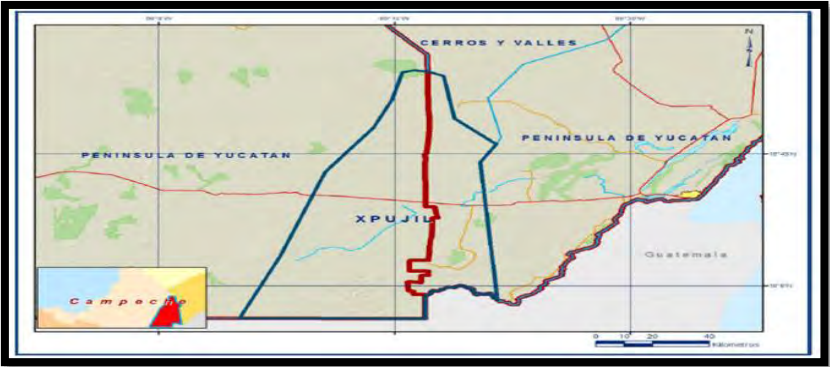 CERROS Y VALLES
N
PENINSULA DE YUCATAN
PENINSULA DE YUCATAN
XPUJIL
Guatemala
Campeche
0 10 20 40
Kilometros